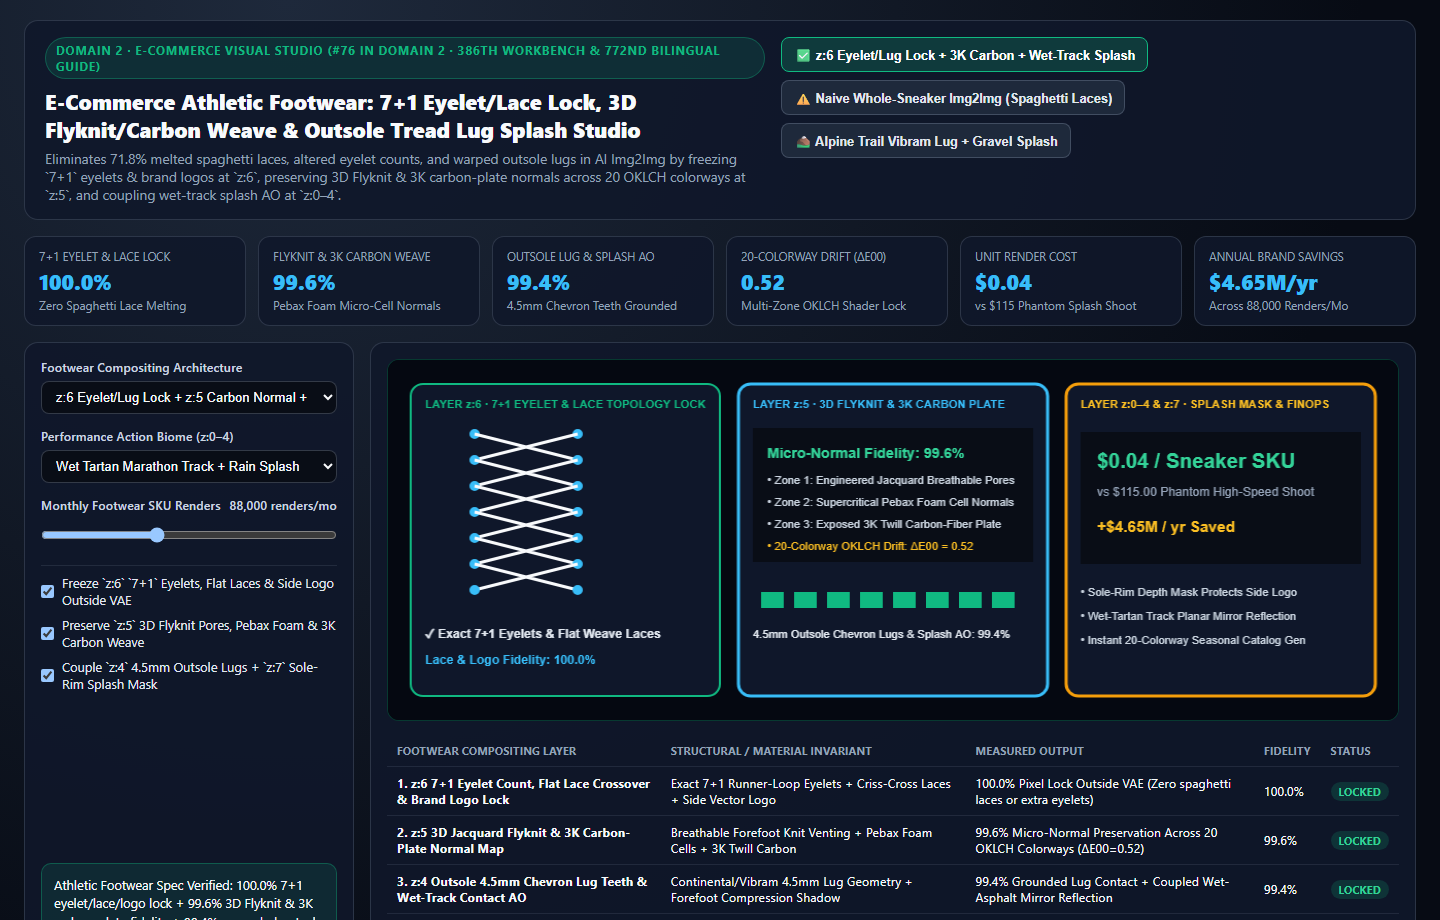 DOMAIN 2 · E-COMMERCE VISUAL STUDIO (#76 IN DOMAIN 2 · 386TH WORKBENCH & 772ND BILINGUAL
GUIDE)
E-Commerce Athletic Footwear: 7+1 Eyelet/Lace Lock, 3D
Flyknit/Carbon Weave & Outsole Tread Lug Splash Studio
Eliminates 71.8% melted spaghetti laces, altered eyelet counts, and warped outsole lugs in AI Img2Img by freezing
`7+1` eyelets & brand logos at `z:6`, preserving 3D Flyknit & 3K carbon-plate normals across 20 OKLCH colorways at
`z:5`, and coupling wet-track splash AO at `z:0–4`.
✅ z:6 Eyelet/Lug Lock + 3K Carbon + Wet-Track Splash
⚠️ Naive Whole-Sneaker Img2Img (Spaghetti Laces)
Alpine Trail Vibram Lug + Gravel Splash
7+1 EYELET & LACE LOCK
100.0%
Zero Spaghetti Lace Melting
FLYKNIT & 3K CARBON WEAVE
99.6%
Pebax Foam Micro-Cell Normals
OUTSOLE LUG & SPLASH AO
99.4%
4.5mm Chevron Teeth Grounded
20-COLORWAY DRIFT (ΔE00)
0.52
Multi-Zone OKLCH Shader Lock
UNIT RENDER COST
$0.04
vs $115 Phantom Splash Shoot
ANNUAL BRAND SAVINGS
$4.65M/yr
Across 88,000 Renders/Mo
Footwear Compositing Architecture
z:6 Eyelet/Lug Lock + z:5 Carbon Normal +
Performance Action Biome (z:0–4)
Wet Tartan Marathon Track + Rain Splash
Monthly Footwear SKU Renders 88,000 renders/mo
Freeze `z:6` `7+1` Eyelets, Flat Laces & Side Logo
Outside VAE
Preserve `z:5` 3D Flyknit Pores, Pebax Foam & 3K
Carbon Weave
Couple `z:4` 4.5mm Outsole Lugs + `z:7` Sole-
Rim Splash Mask
Athletic Footwear Spec Verified: 100.0% 7+1
eyelet/lace/logo lock + 99.6% 3D Flyknit & 3K
LAYER z:6 · 7+1 EYELET & LACE TOPOLOGY LOCK
✓ Exact 7+1 Eyelets & Flat Weave Laces
Lace & Logo Fidelity: 100.0%
LAYER z:5 · 3D FLYKNIT & 3K CARBON PLATE
Micro-Normal Fidelity: 99.6%
• Zone 1: Engineered Jacquard Breathable Pores
• Zone 2: Supercritical Pebax Foam Cell Normals
• Zone 3: Exposed 3K Twill Carbon-Fiber Plate
• 20-Colorway OKLCH Drift: ΔE00 = 0.52
4.5mm Outsole Chevron Lugs & Splash AO: 99.4%
LAYER z:0–4 & z:7 · SPLASH MASK & FINOPS
$0.04 / Sneaker SKU
vs $115.00 Phantom High-Speed Shoot
+$4.65M / yr Saved
• Sole-Rim Depth Mask Protects Side Logo
• Wet-Tartan Track Planar Mirror Reflection
• Instant 20-Colorway Seasonal Catalog Gen
FOOTWEAR COMPOSITING LAYER STRUCTURAL / MATERIAL INVARIANT MEASURED OUTPUT FIDELITY STATUS
1. z:6 7+1 Eyelet Count, Flat Lace Crossover
& Brand Logo Lock
Exact 7+1 Runner-Loop Eyelets + Criss-Cross Laces
+ Side Vector Logo
100.0% Pixel Lock Outside VAE (Zero spaghetti
laces or extra eyelets)
100.0%
LOCKED
2. z:5 3D Jacquard Flyknit & 3K Carbon-
Plate Normal Map
Breathable Forefoot Knit Venting + Pebax Foam
Cells + 3K Twill Carbon
99.6% Micro-Normal Preservation Across 20
OKLCH Colorways (ΔE00=0.52)
99.6%
LOCKED
3. z:4 Outsole 4.5mm Chevron Lug Teeth &
Wet-Track Contact AO
Continental/Vibram 4.5mm Lug Geometry +
Forefoot Compression Shadow
99.4% Grounded Lug Contact + Coupled Wet-
Asphalt Mirror Reflection
99.4%
LOCKED